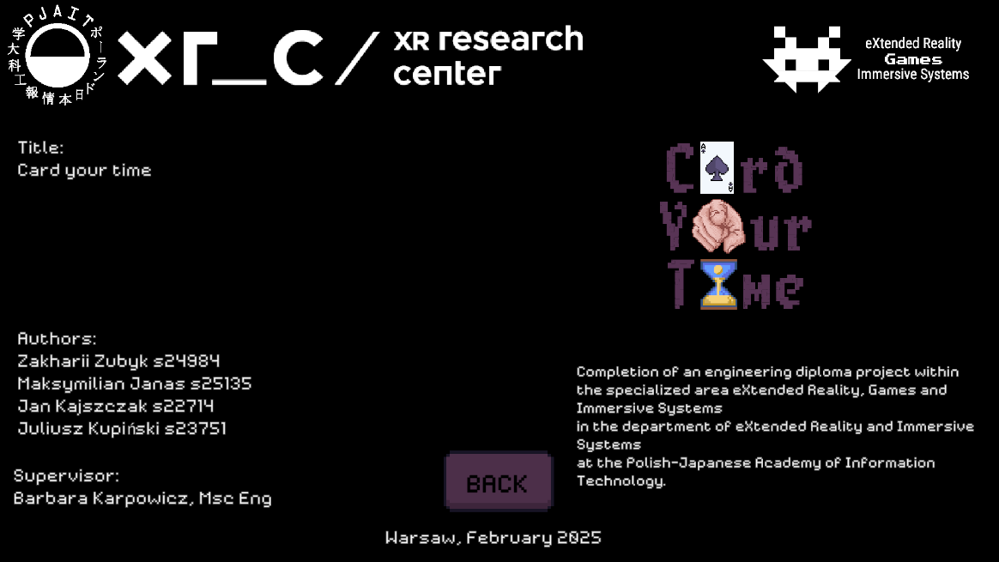 PJAIT
ポーランド日本情報工科大学
xr_c / xR research
center
eXtended Reality
Games
Immersive Systems
Title:
Card your time
C rd
Y ur
T me
Authors:
Zakharii Zubyk s24984
Maksymilian Janas s25135
Jan Kajszczak s22714
Juliusz Kupiński s23751
Completion of an engineering diploma project within
the specialized area eXtended Reality, Games and
Immersive Systems
in the department of eXtended Reality and Immersive
Systems
at the Polish-Japanese Academy of Information
Technology.
Supervisor:
Barbara Karpowicz, Msc Eng
BACK
Warsaw, February 2025